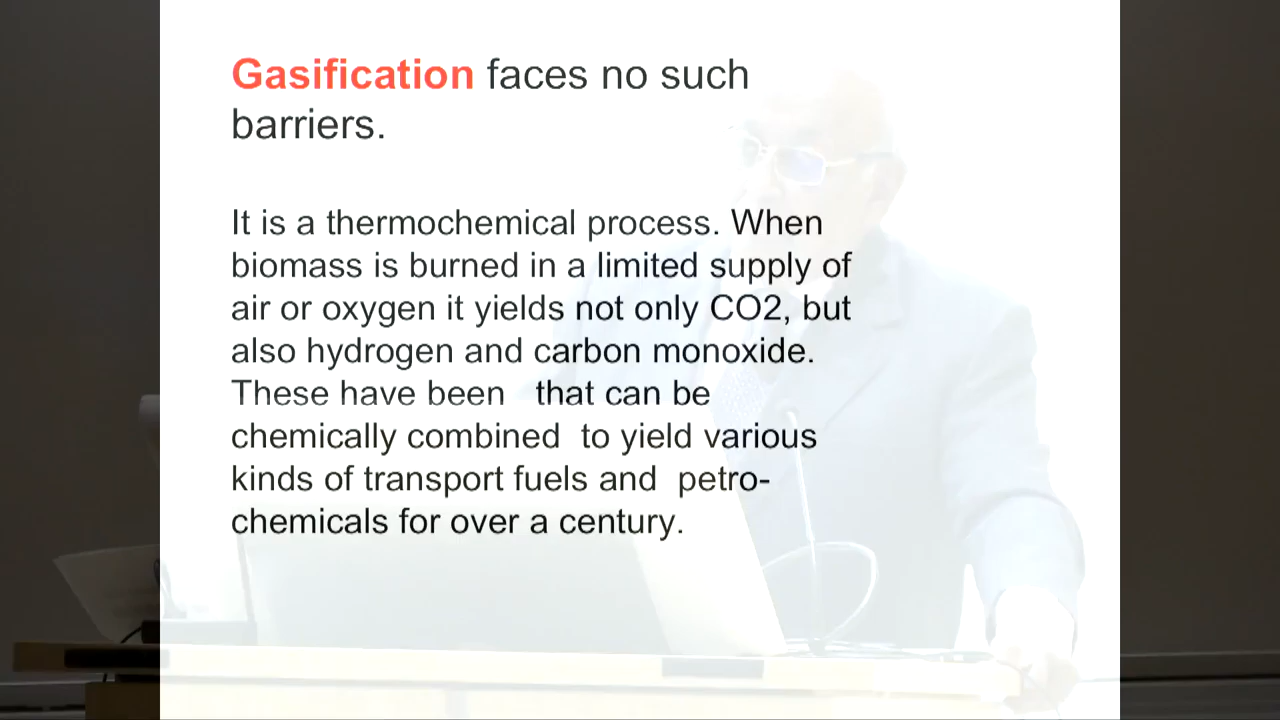 Gasification faces no such
barriers.
It is a thermochemical process. When
biomass is burned in a limited supply of
air or oxygen it yields not only CO2, but
also hydrogen and carbon monoxide.
These have been that can be
chemically combined to yield various
kinds of transport fuels and petro-
chemicals for over a century.